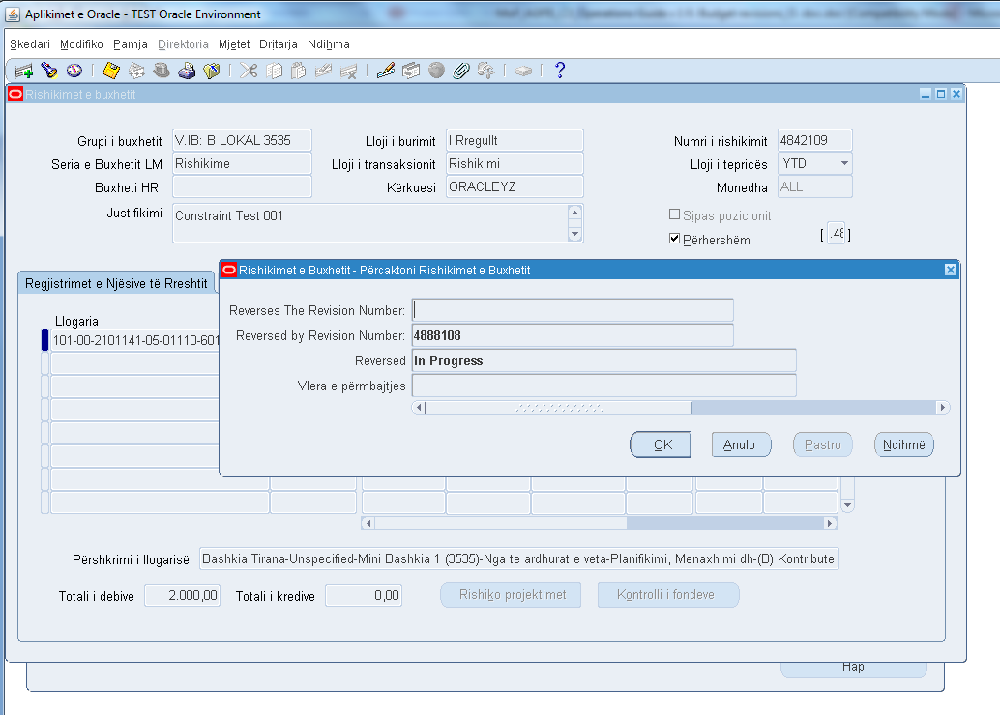 Aplikimet e Oracle - TEST Oracle Environment
Skedari Modifiko Pamja Direktoria Mjetet Dritarja Ndihma
Rishikimet e buxhetit
Grupi i buxhetit V.IB: B LOKAL 3535 Lloji i burimit I Rregullt Numri i rishikimit 4842109
Seria e Buxhetit LM Rishikime Lloji i transaksionit Rishikimi Lloji i tepricës YTD
Buxheti HR Kërkuesi ORACLEYZ Monedha ALL
Justifikimi Constraint Test 001
Sipas pozicionit
Përhershëm [ .48 ]
Rishikimet e Buxhetit - Përcaktoni Rishikimet e Buxhetit
Regjistrimet e Njësive të Rreshtit
Llogaria
101-00-2101141-05-01110-601
Reverses The Revision Number:
Reversed by Revision Number: 4888108
Reversed In Progress
Vlera e përmbajtjes
OK Anulo Pastro Ndihmë
Përshkrimi i llogarisë Bashkia Tirana-Unspecified-Mini Bashkia 1 (3535)-Nga te ardhurat e veta-Planifikimi, Menaxhimi dh-(B) Kontribute
Totali i debive 2.000,00 Totali i kredive 0,00 Rishiko projektimet Kontrolli i fondeve
Hap